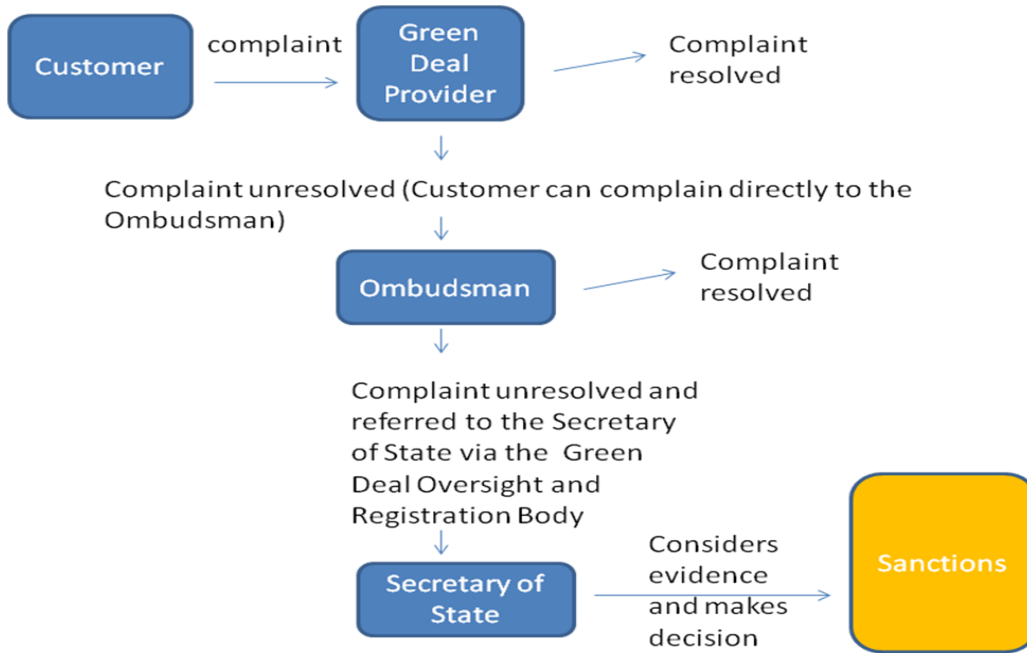 Customer
complaint
Green
Deal
Provider
Complaint
resolved
Complaint unresolved (Customer can complain directly to the
Ombudsman)
Ombudsman
Complaint
resolved
Complaint unresolved and
referred to the Secretary
of State via the Green
Deal Oversight and
Registration Body
Secretary of
State
Considers
evidence
and makes
decision
Sanctions